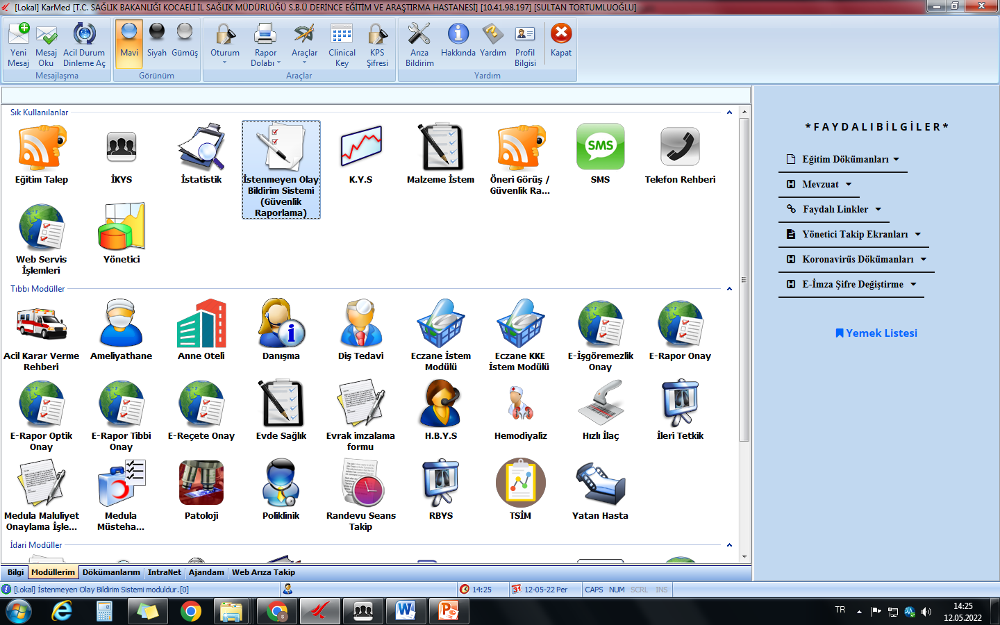 [Lokal] KarMed [T.C. SAĞLIK BAKANLIĞI KOCAELİ İL SAĞLIK MÜDÜRLÜĞÜ S.B.Ü DERİNCE EĞİTİM VE ARAŞTIRMA HASTANESİ] [10.41.98.197] [SULTAN TORTUMLUOĞLU]
Yeni Mesaj
Mesaj Oku
Acil Durum Dinleme Aç
Mavi
Siyah
Gümüş
Oturum
Rapor Dolabı
Araçlar
Clinical Key
KPS Şifresi
Arıza Bildirim
Hakkında
Yardım
Profil Bilgisi
Kapat
Mesajlaşma
Görünüm
Araçlar
Yardım
Sık Kullanılanlar
Eğitim Talep
İKYS
İstatistik
İstenmeyen Olay
Bildirim Sistemi
(Güvenlik
Raporlama)
K.Y.S
Malzeme İstem
Öneri Görüş /
Güvenlik Ra...
SMS
SMS
Telefon Rehberi
Web Servis
İşlemleri
Yönetici
Tıbbı Modüller
Acil Karar Verme
Rehberi
Ameliyathane
Anne Oteli
Danışma
Diş Tedavi
Eczane İstem
Modülü
Eczane KKE
İstem Modülü
E-İşgöremezlik
Onay
E-Rapor Onay
E-Rapor Optik
Onay
E-Rapor Tıbbi
Onay
E-Reçete Onay
Evde Sağlık
Evrak imzalama
formu
H.B.Y.S
Hemodiyaliz
Hızlı İlaç
İleri Tetkik
Medula Maluliyet
Onaylama İşle...
Medula
Müsteha...
Patoloji
Poliklinik
Randevu Seans
Takip
RBYS
TSİM
Yatan Hasta
İdari Modüller
* F A Y D A L I B İ L G İ L E R *
Eğitim Dökümanları
Mevzuat
Faydalı Linkler
Yönetici Takip Ekranları
Koronavirüs Dökümanları
E-İmza Şifre Değiştirme
Yemek Listesi
Bilgi
Modüllerim
Dökümanlarım
IntraNet
Ajandam
Web Arıza Takip
[Lokal] İstenmeyen Olay Bildirim Sistemi moduldur.[0]
14:25
12-05-22 Per
CAPS NUM SCRL INS
TR
14:25
12.05.2022